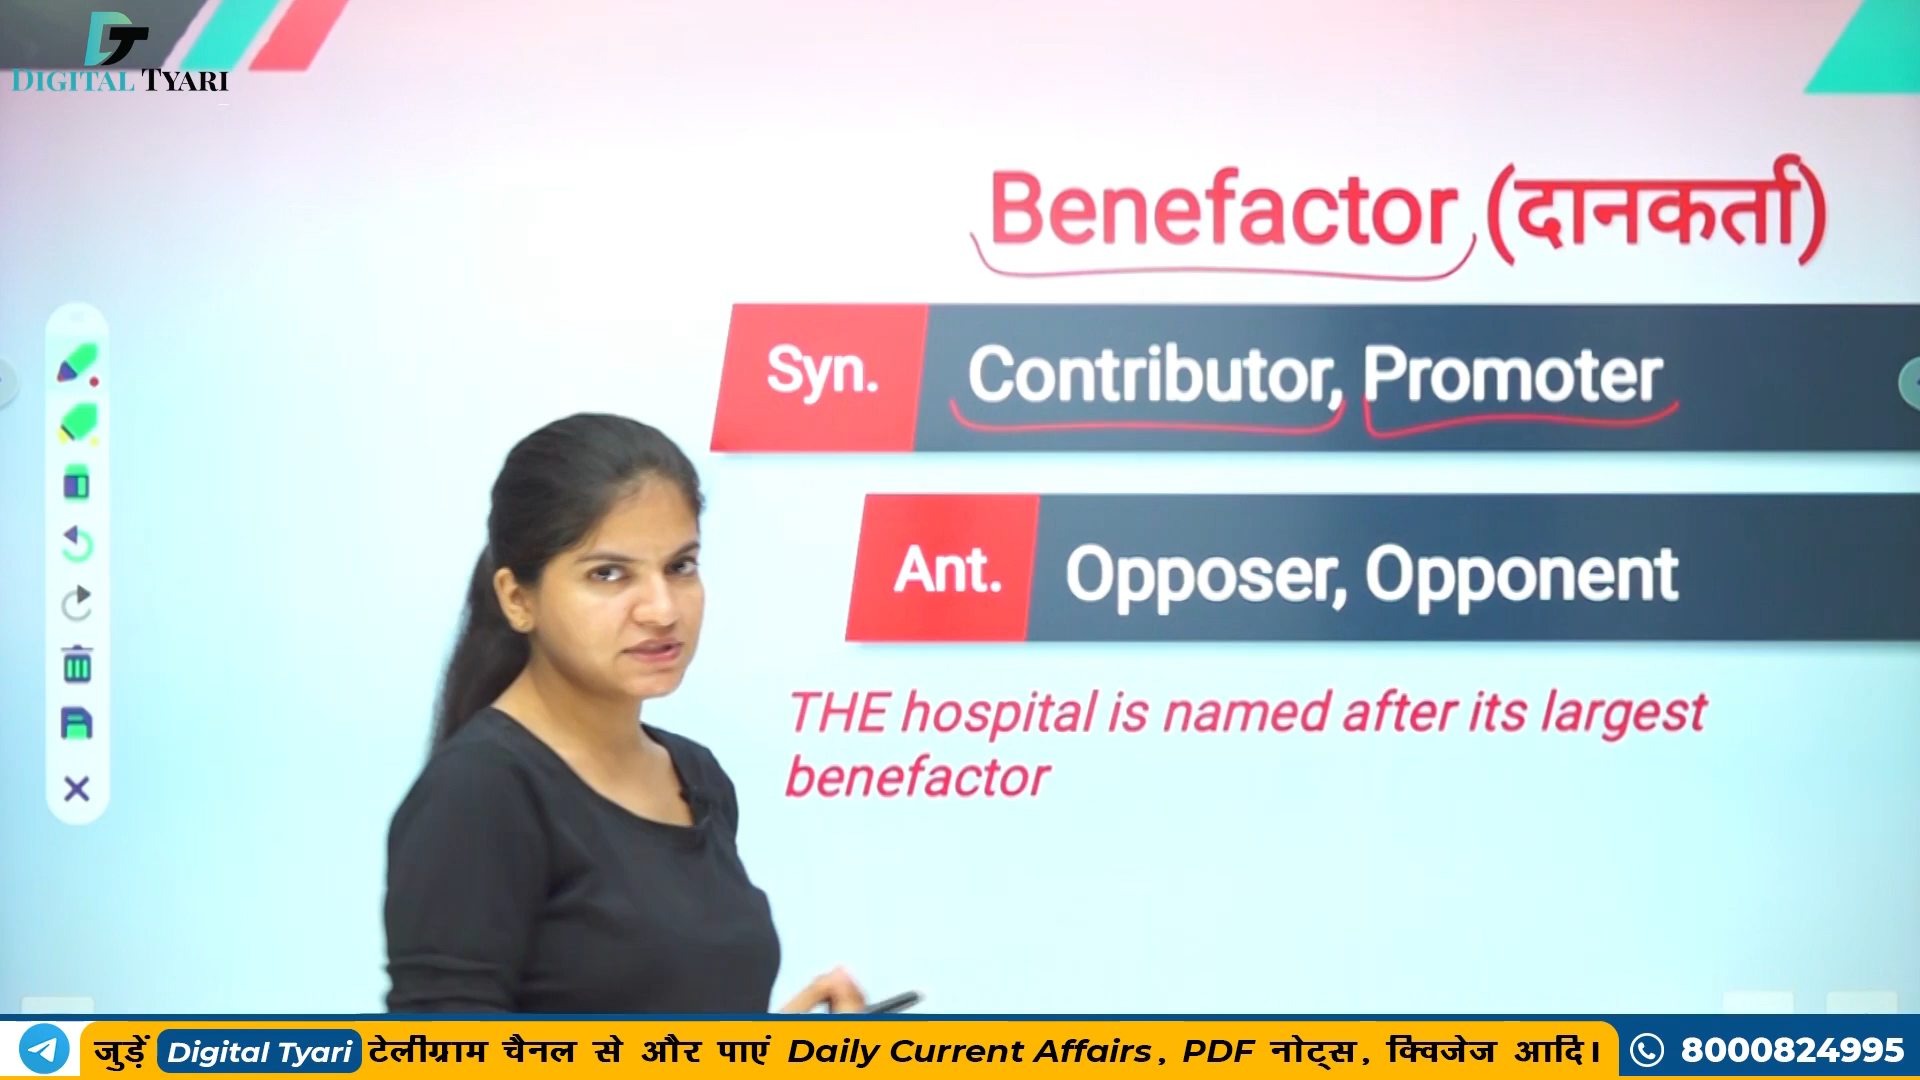 DT
DIGITAL TYARI
Benefactor (दानकर्ता)
Syn. Contributor, Promoter
Ant. Opposer, Opponent
THE hospital is named after its largest
benefactor
जुड़ें Digital Tyari टेलीग्राम चैनल से और पाएं Daily Current Affairs, PDF नोट्स, क्विजेज आदि। 8000824995